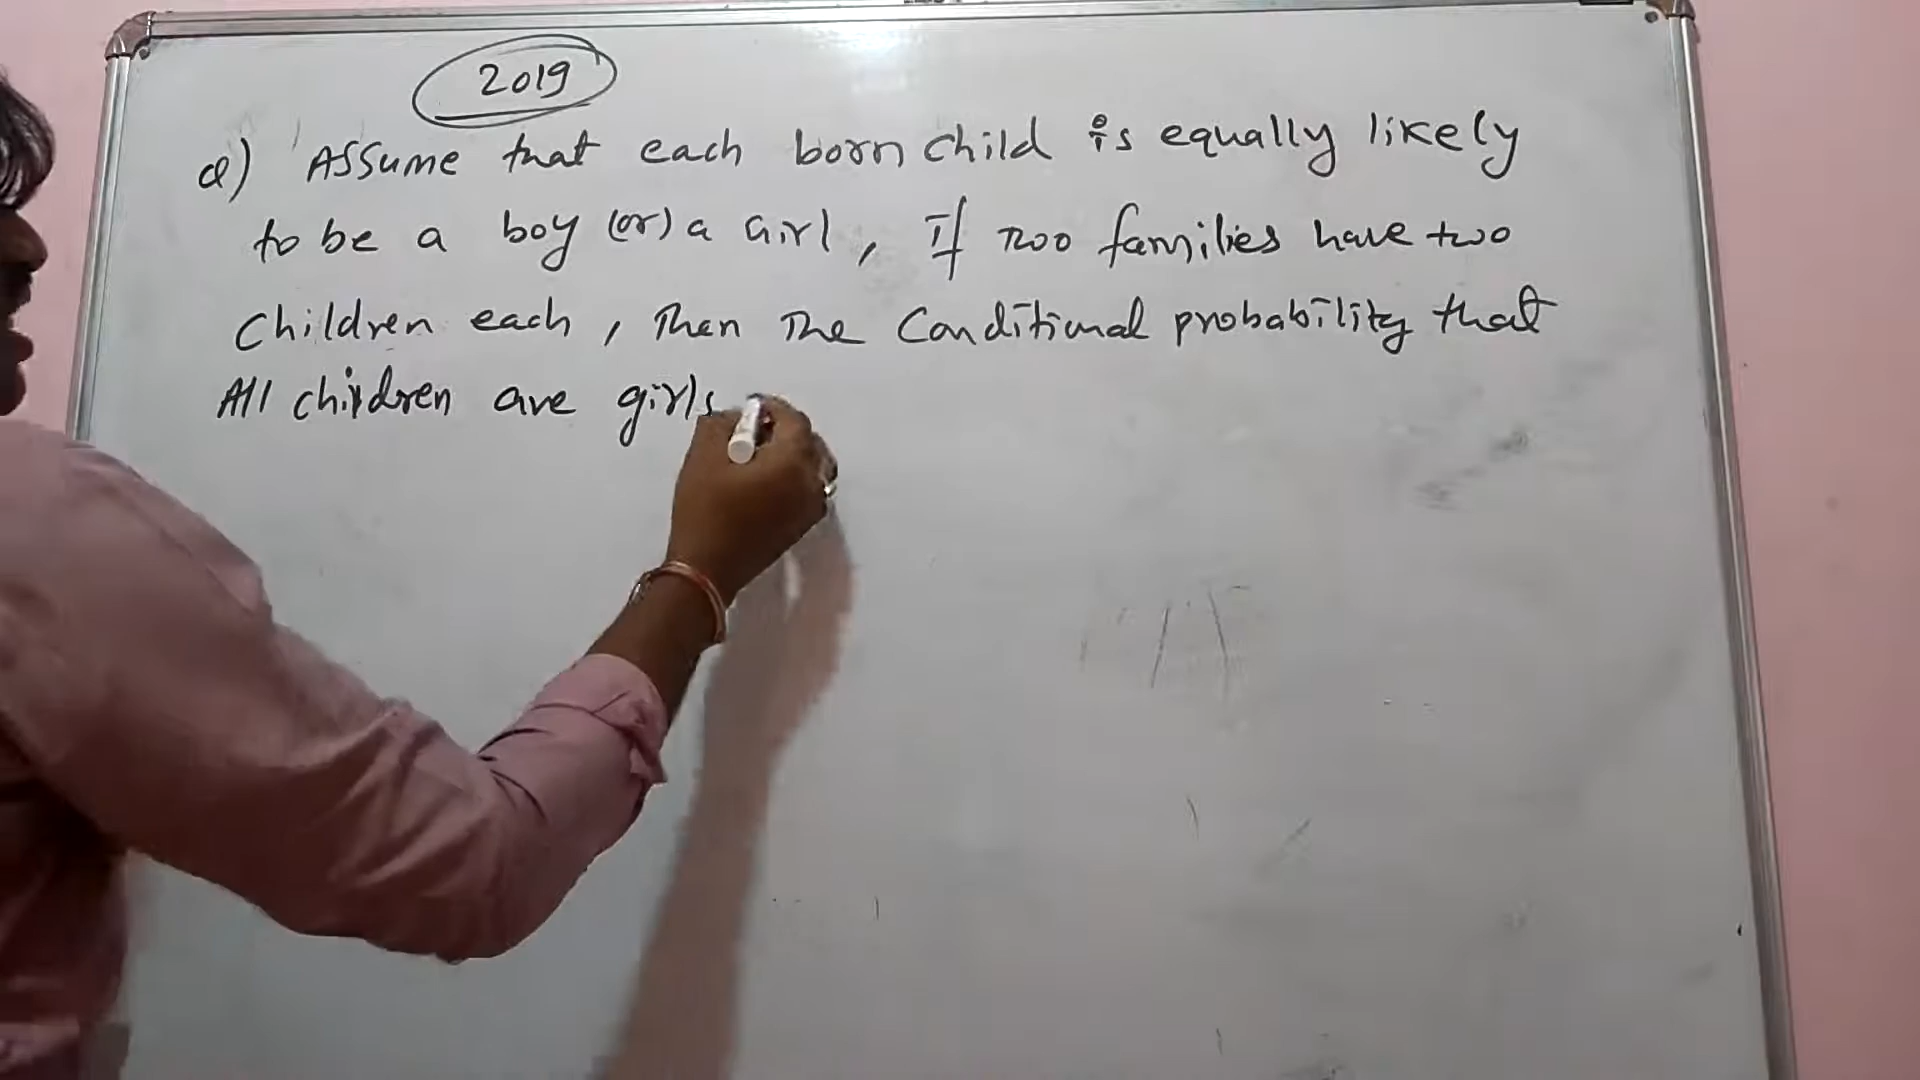 2019
Q) Assume that each born child is equally likely
to be a boy (or) a Girl, If Two families have two
Children each, Then The Conditional probability that
All children are girls